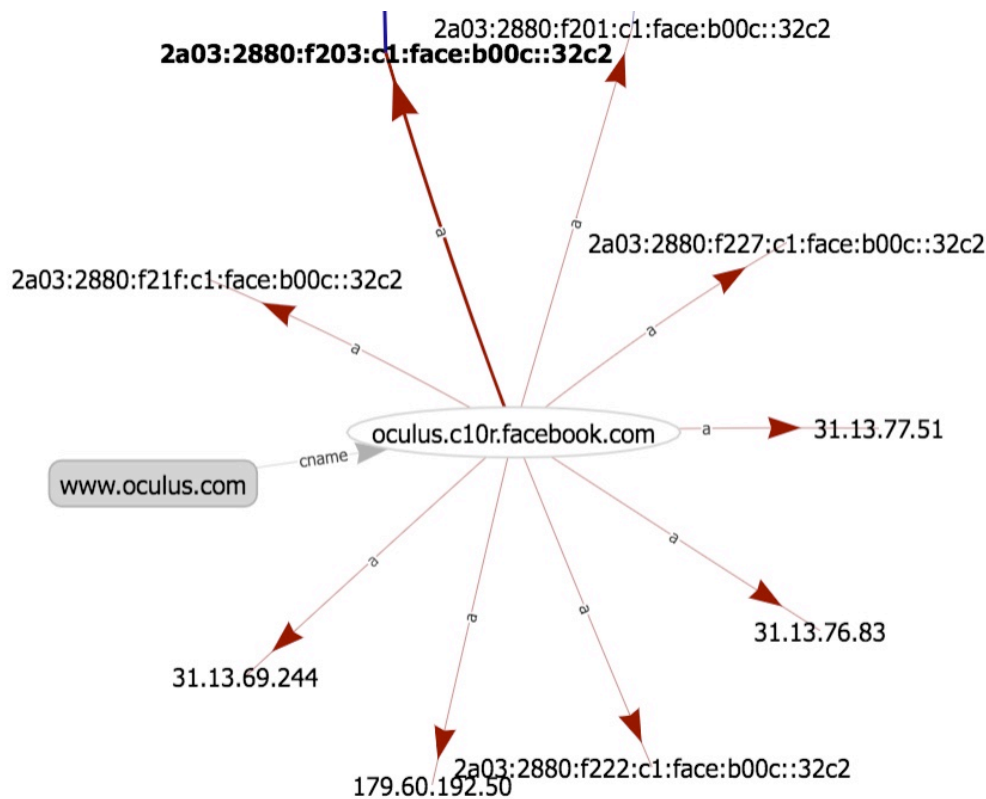 2a03:2880:f201:c1:face:b00c::32c2
2a03:2880:f203:c1:face:b00c::32c2
a
a
2a03:2880:f227:c1:face:b00c::32c2
2a03:2880:f21f:c1:face:b00c::32c2
a
a
oculus.c10r.facebook.com
a
31.13.77.51
cname
www.oculus.com
a
a
a
a
31.13.76.83
31.13.69.244
2a03:2880:f222:c1:face:b00c::32c2
179.60.192.50